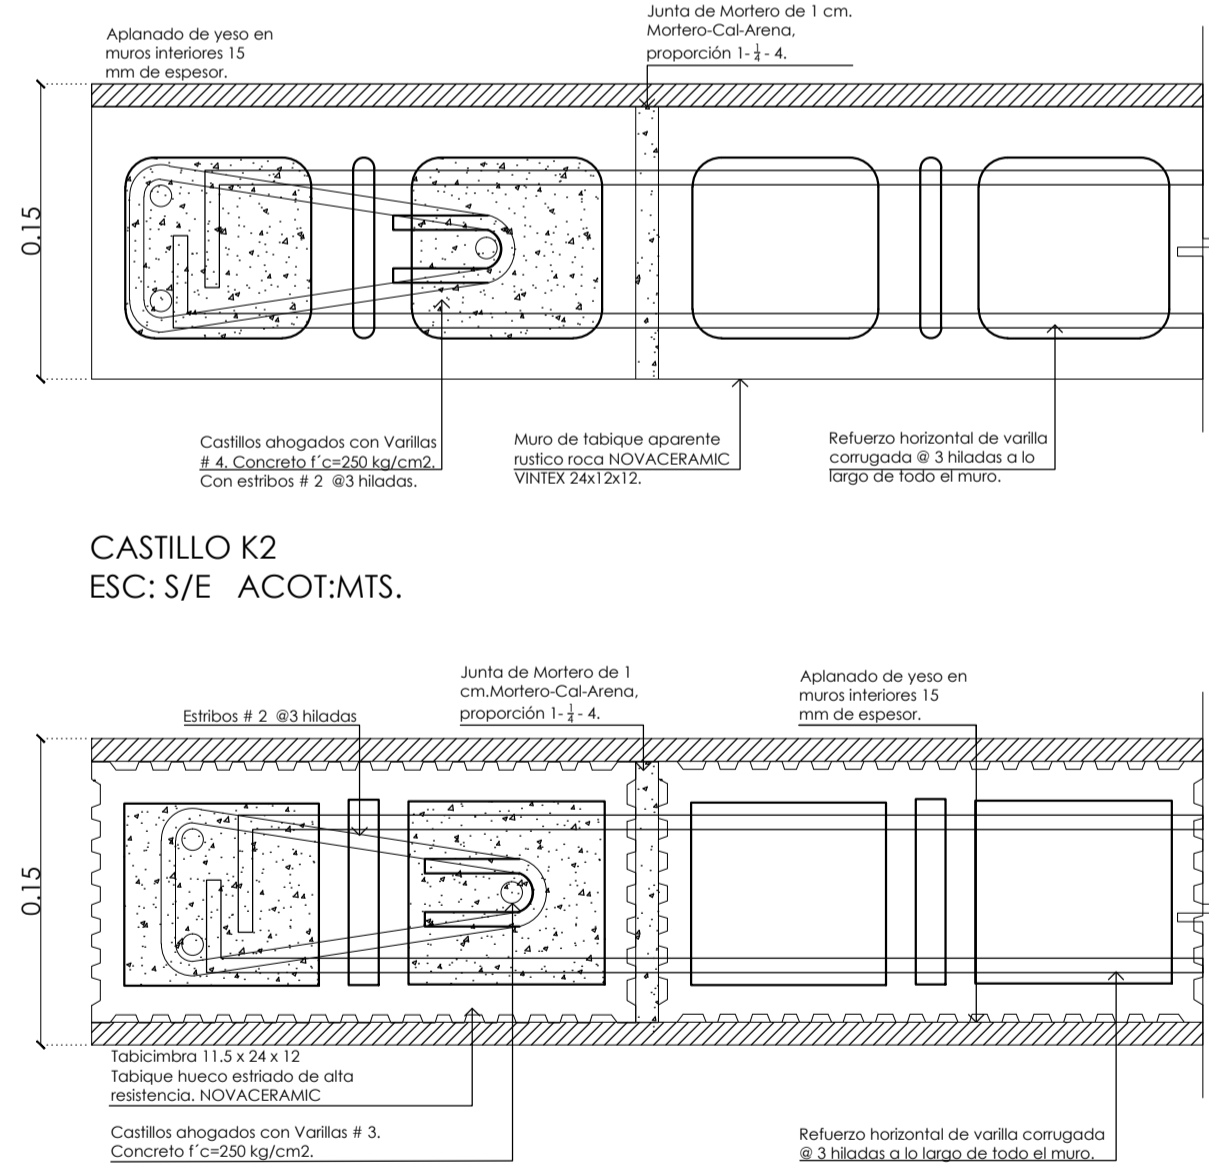 Aplanado de yeso en
muros interiores 15
mm de espesor.
Junta de Mortero de 1 cm.
Mortero-Cal-Arena,
proporción 1- 1/4 - 4.
0.15
Castillos ahogados con Varillas
# 4. Concreto f´c=250 kg/cm2.
Con estribos # 2 @3 hiladas.
Muro de tabique aparente
rustico roca NOVACERAMIC
VINTEX 24x12x12.
Refuerzo horizontal de varilla
corrugada @ 3 hiladas a lo
largo de todo el muro.
CASTILLO K2
ESC: S/E ACOT:MTS.
Estribos # 2 @3 hiladas
Junta de Mortero de 1
cm.Mortero-Cal-Arena,
proporción 1- 1/4 - 4.
Aplanado de yeso en
muros interiores 15
mm de espesor.
0.15
Tabicimbra 11.5 x 24 x 12
Tabique hueco estriado de alta
resistencia. NOVACERAMIC
Castillos ahogados con Varillas # 3.
Concreto f´c=250 kg/cm2.
Refuerzo horizontal de varilla corrugada
@ 3 hiladas a lo largo de todo el muro.